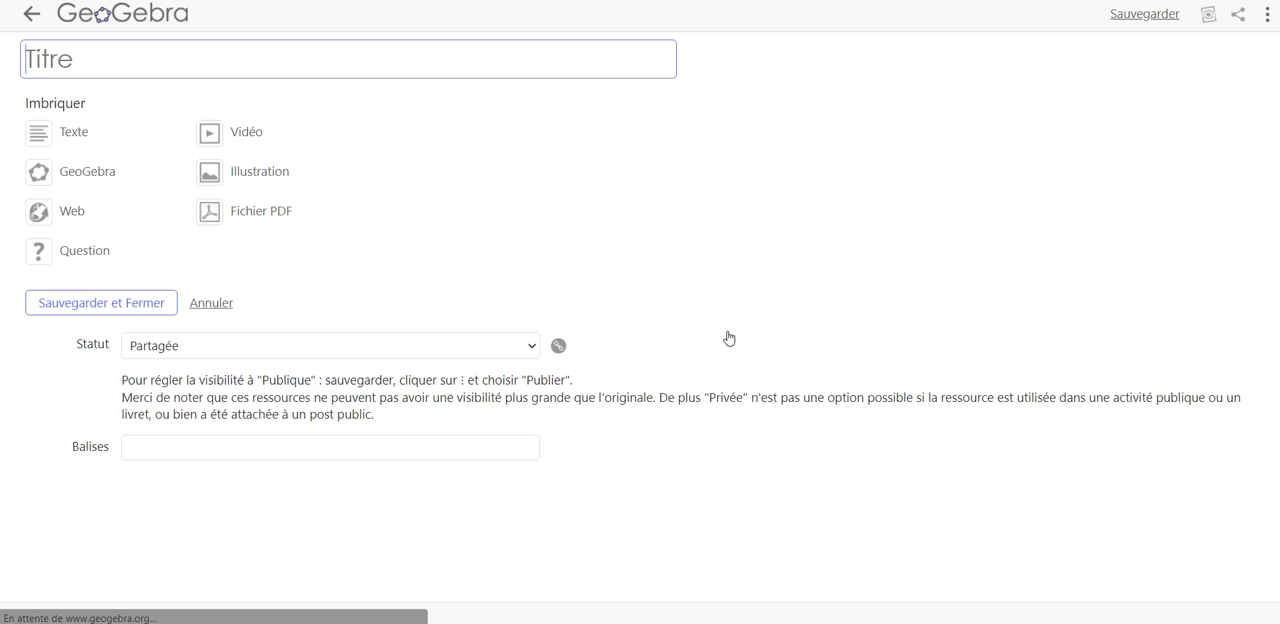 GeoGebra
Sauvegarder
Titre
Imbriquer
Texte
Vidéo
GeoGebra
Illustration
Web
Fichier PDF
Question
Sauvegarder et Fermer
Annuler
Statut
Partagée
Pour régler la visibilité à "Publique" : sauvegarder, cliquer sur ⋮ et choisir "Publier".
Merci de noter que ces ressources ne peuvent pas avoir une visibilité plus grande que l'originale. De plus "Privée" n'est pas une option possible si la ressource est utilisée dans une activité publique ou un
livret, ou bien a été attachée à un post public.
Balises
En attente de www.geogebra.org...